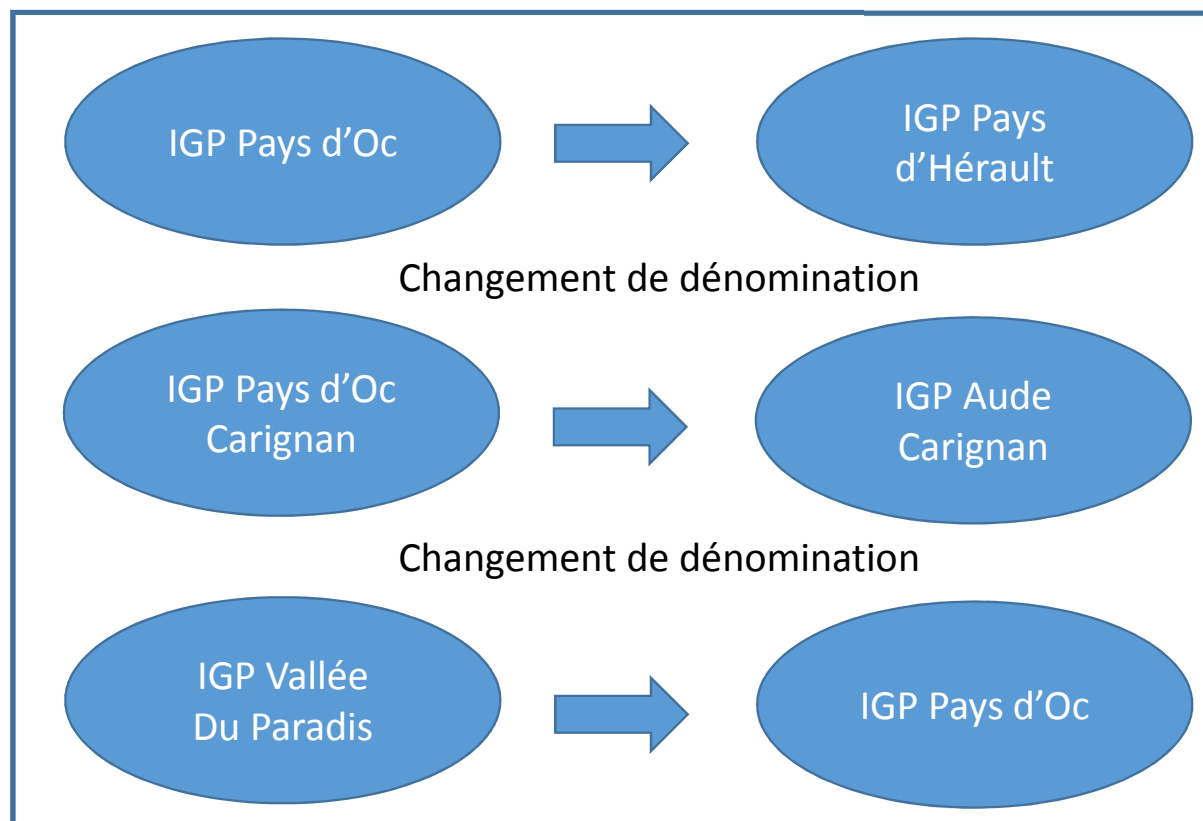 IGP Pays d’Oc
IGP Pays
d’Hérault
Changement de dénomination
IGP Pays d’Oc
Carignan
IGP Aude
Carignan
Changement de dénomination
IGP Vallée
Du Paradis
IGP Pays d’Oc